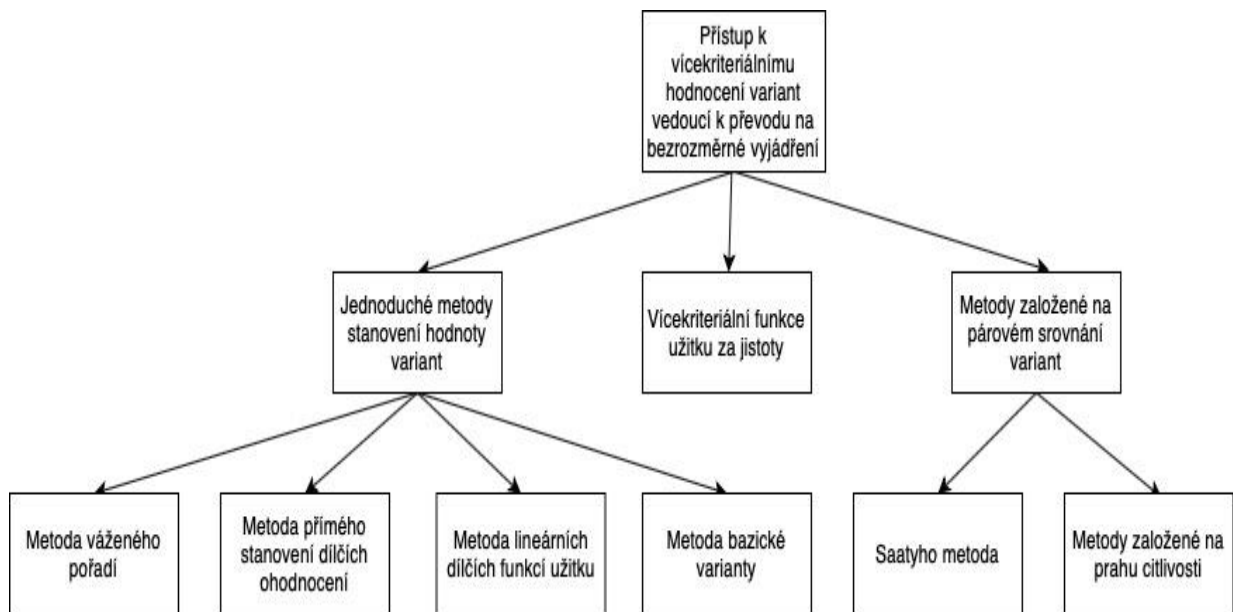 Přístup k
vícekriteriálnímu
hodnocení variant
vedoucí k převodu na
bezrozměrné vyjádření
Jednoduché metody
stanovení hodnoty
variant
Vícekriteriální funkce
užitku za jistoty
Metody založené na
párovém srovnání
variant
Metoda váženého
pořadí
Metoda přímého
stanovení dílčích
ohodnocení
Metoda lineárních
dílčích funkcí užitku
Metoda bazické
varianty
Saatyho metoda
Metody založené na
prahu citlivosti